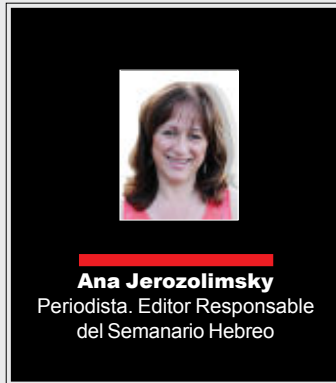 Ana Jerozolimsky
Periodista. Editor Responsable
del Semanario Hebreo